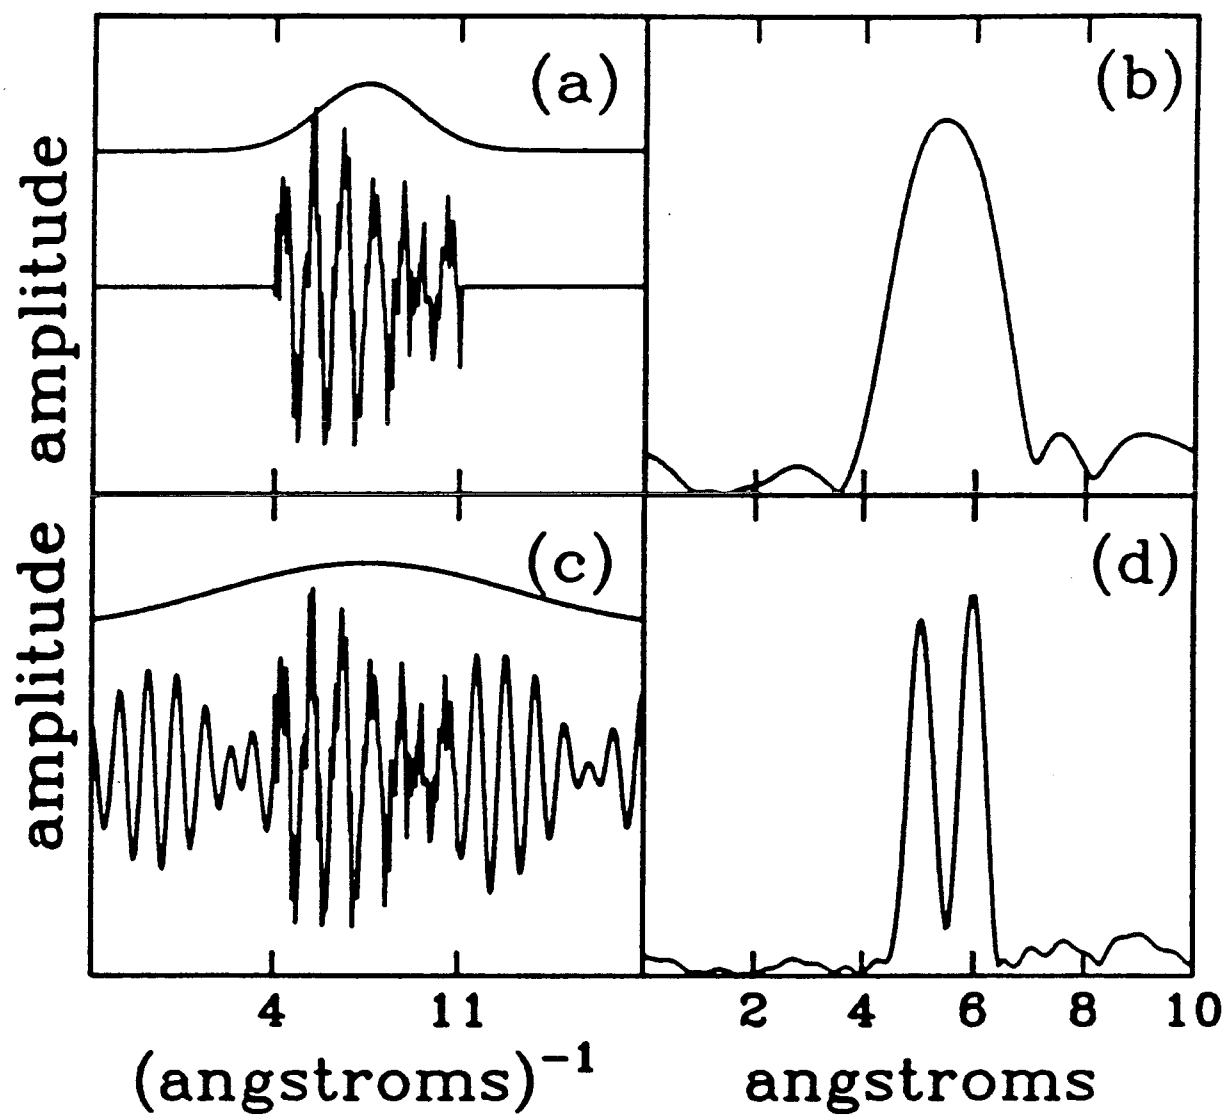 (a)
(b)
amplitude
(c)
(d)
amplitude
4 11
2 4 6 8 10
(angstroms)⁻¹
angstroms